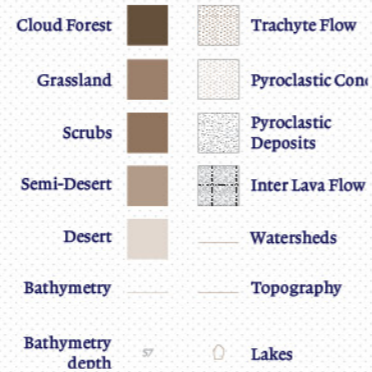 Cloud Forest
Trachyte Flow
Grassland
Pyroclastic
Scrubs
Pyroclastic
Deposits
Semi-Desert
Inter Lava Flow
Desert
Watersheds
Bathymetry
Topography
Bathymetry
depth
Lakes